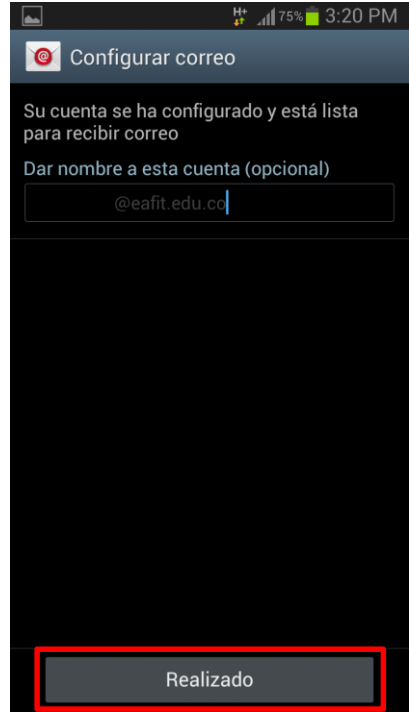 H+ 75% 3:20 PM
Configurar correo
Su cuenta se ha configurado y está lista
para recibir correo
Dar nombre a esta cuenta (opcional)
@eafit.edu.co
Realizado